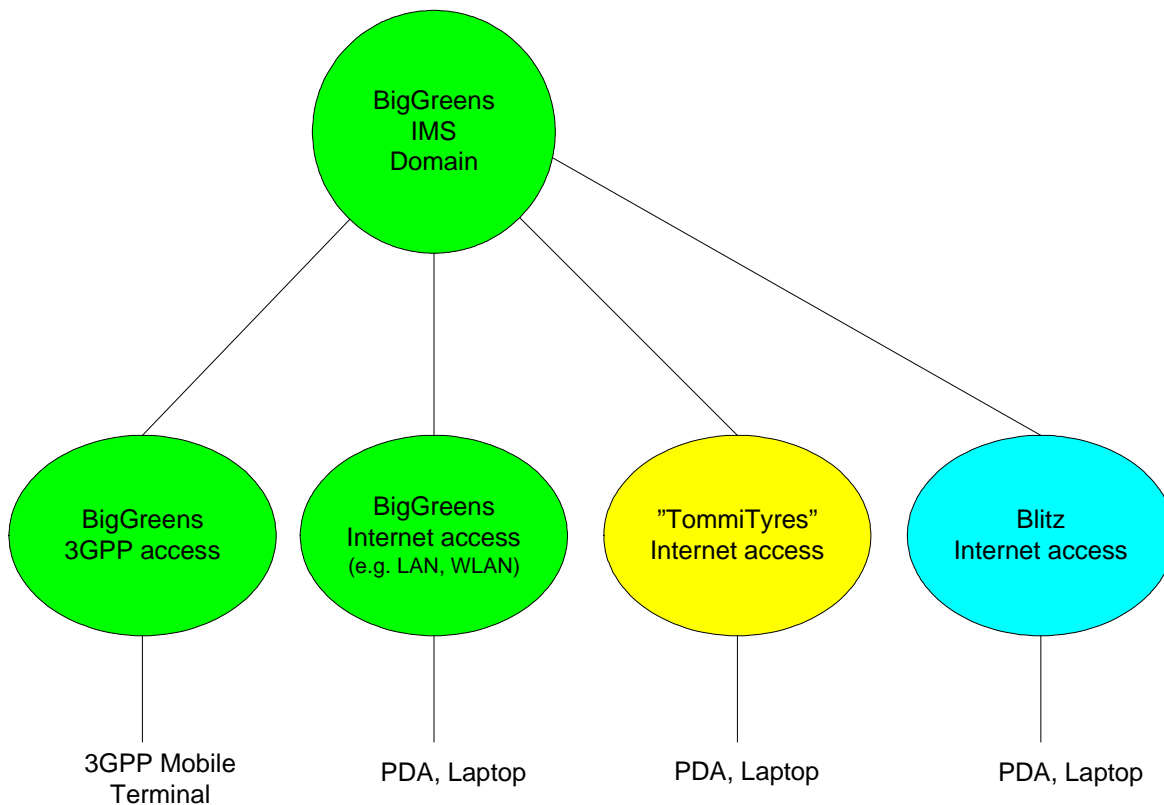 BigGreens
IMS
Domain
BigGreens
3GPP access
BigGreens
Internet access
(e.g. LAN, WLAN)
”TommiTyres”
Internet access
Blitz
Internet access
3GPP Mobile
Terminal
PDA, Laptop
PDA, Laptop
PDA, Laptop